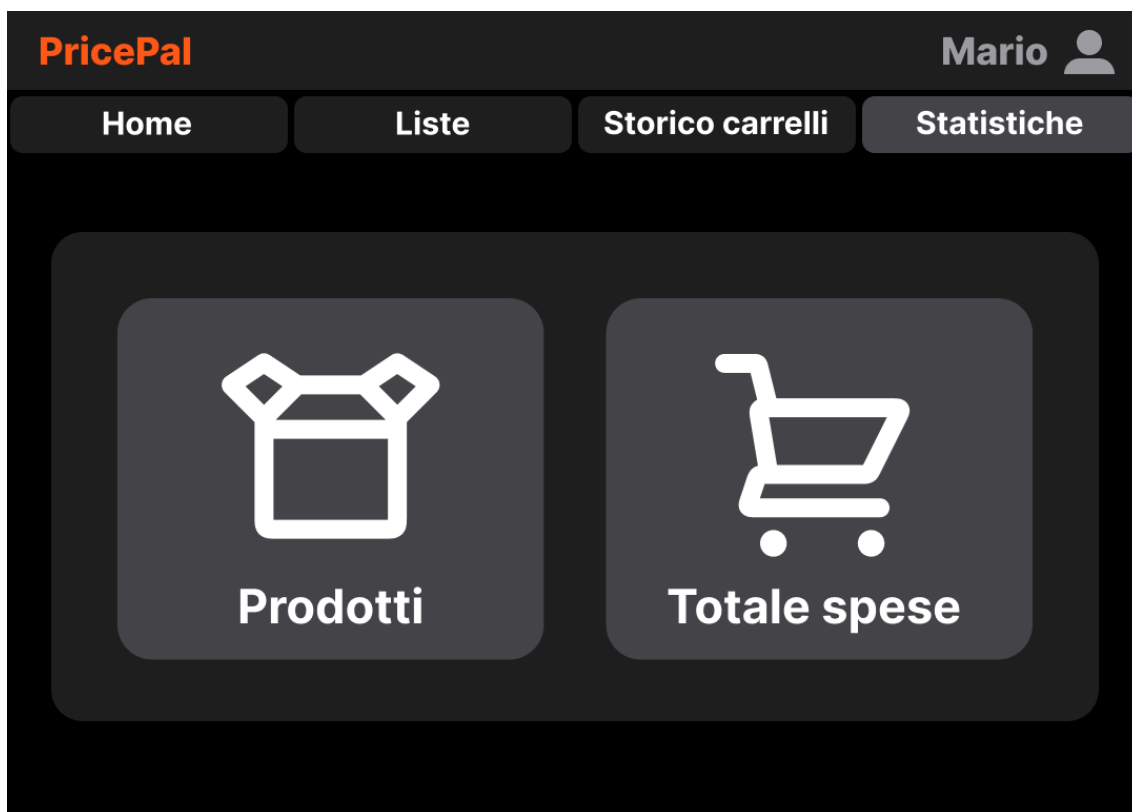 PricePal
Mario
Home
Liste
Storico carrelli
Statistiche
Prodotti
Totale spese